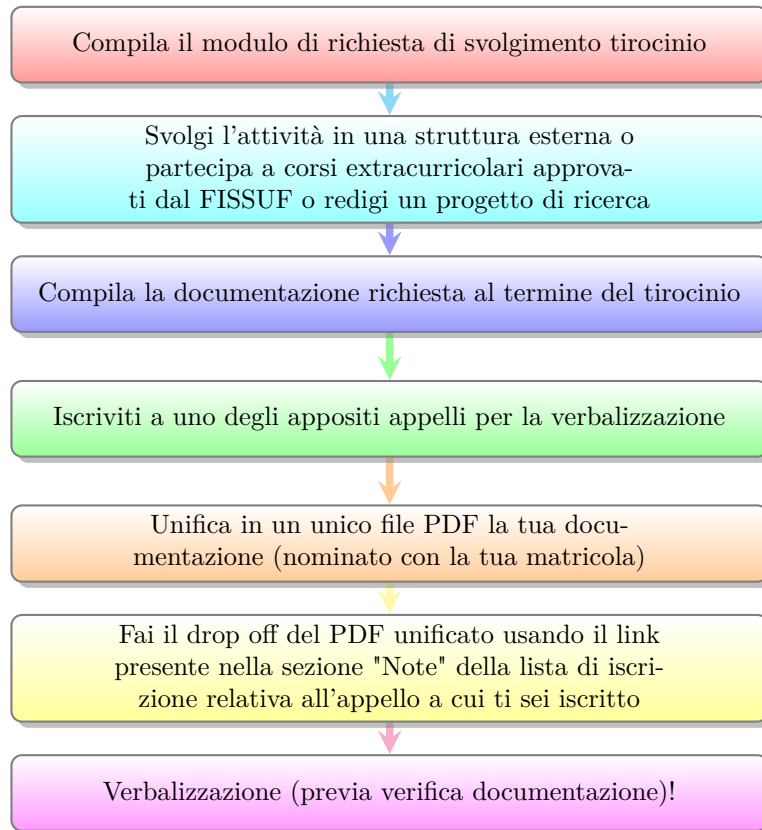 Compila il modulo di richiesta di svolgimento tirocinio
Svolgi l'attività in una struttura esterna o
partecipa a corsi extracurricolari approva-
ti dal FISSUF o redigi un progetto di ricerca
Compila la documentazione richiesta al termine del tirocinio
Iscriviti a uno degli appositi appelli per la verbalizzazione
Unifica in un unico file PDF la tua docu-
mentazione (nominato con la tua matricola)
Fai il drop off del PDF unificato usando il link
presente nella sezione "Note" della lista di iscri-
zione relativa all'appello a cui ti sei iscritto
Verbalizzazione (previa verifica documentazione)!